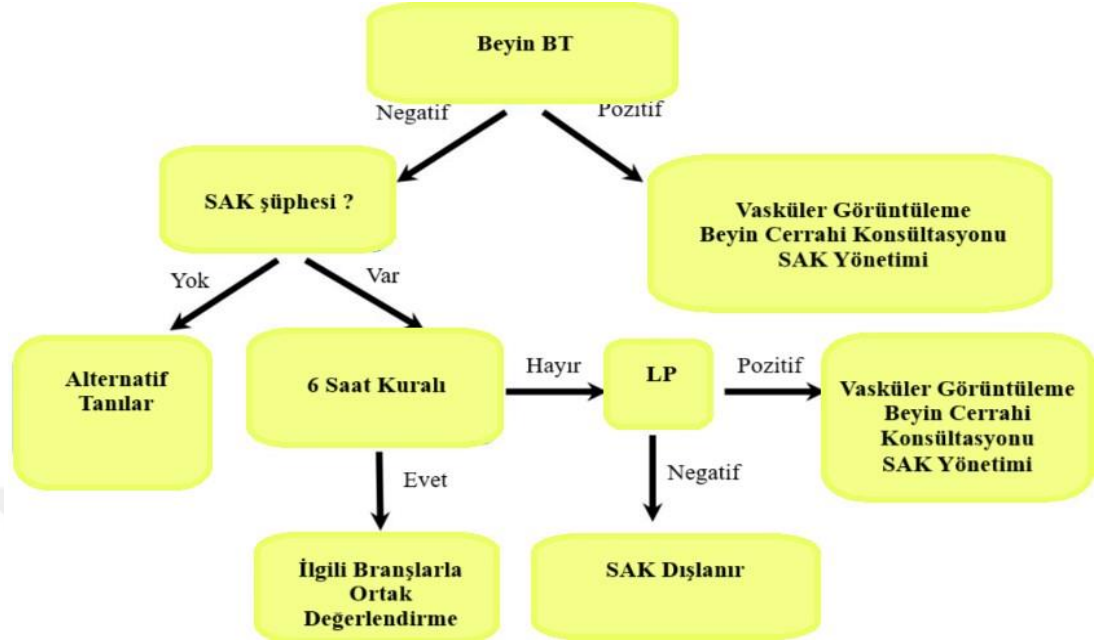 Beyin BT
Negatif
Pozitif
SAK şüphesi ?
Vasküler Görüntüleme
Beyin Cerrahi Konsültasyonu
SAK Yönetimi
Yok
Var
Alternatif
Tanılar
6 Saat Kuralı
Hayır
LP
Pozitif
Vasküler Görüntüleme
Beyin Cerrahi
Konsültasyonu
SAK Yönetimi
Evet
Negatif
İlgili Branşlarla
Ortak
Değerlendirme
SAK Dışlanır